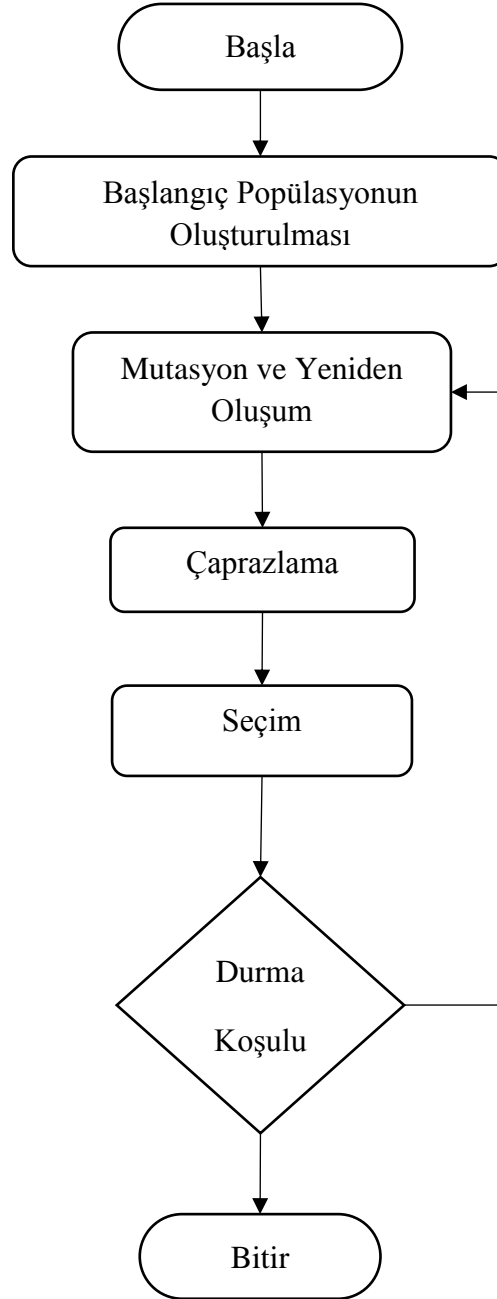 Başla
Başlangıç Popülasyonun
Oluşturulması
Mutasyon ve Yeniden
Oluşum
Çaprazlama
Seçim
Durma
Koşulu
Bitir